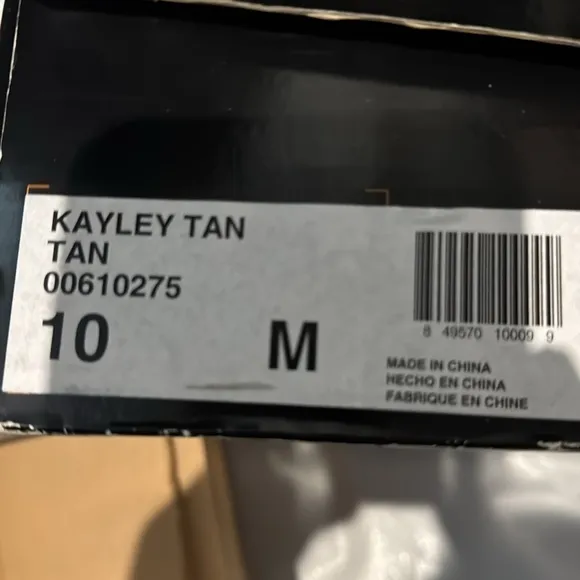 KAYLEY TAN
TAN
00610275
10 M
8 49570 10009 9
MADE IN CHINA
HECHO EN CHINA
FABRIQUE EN CHINE